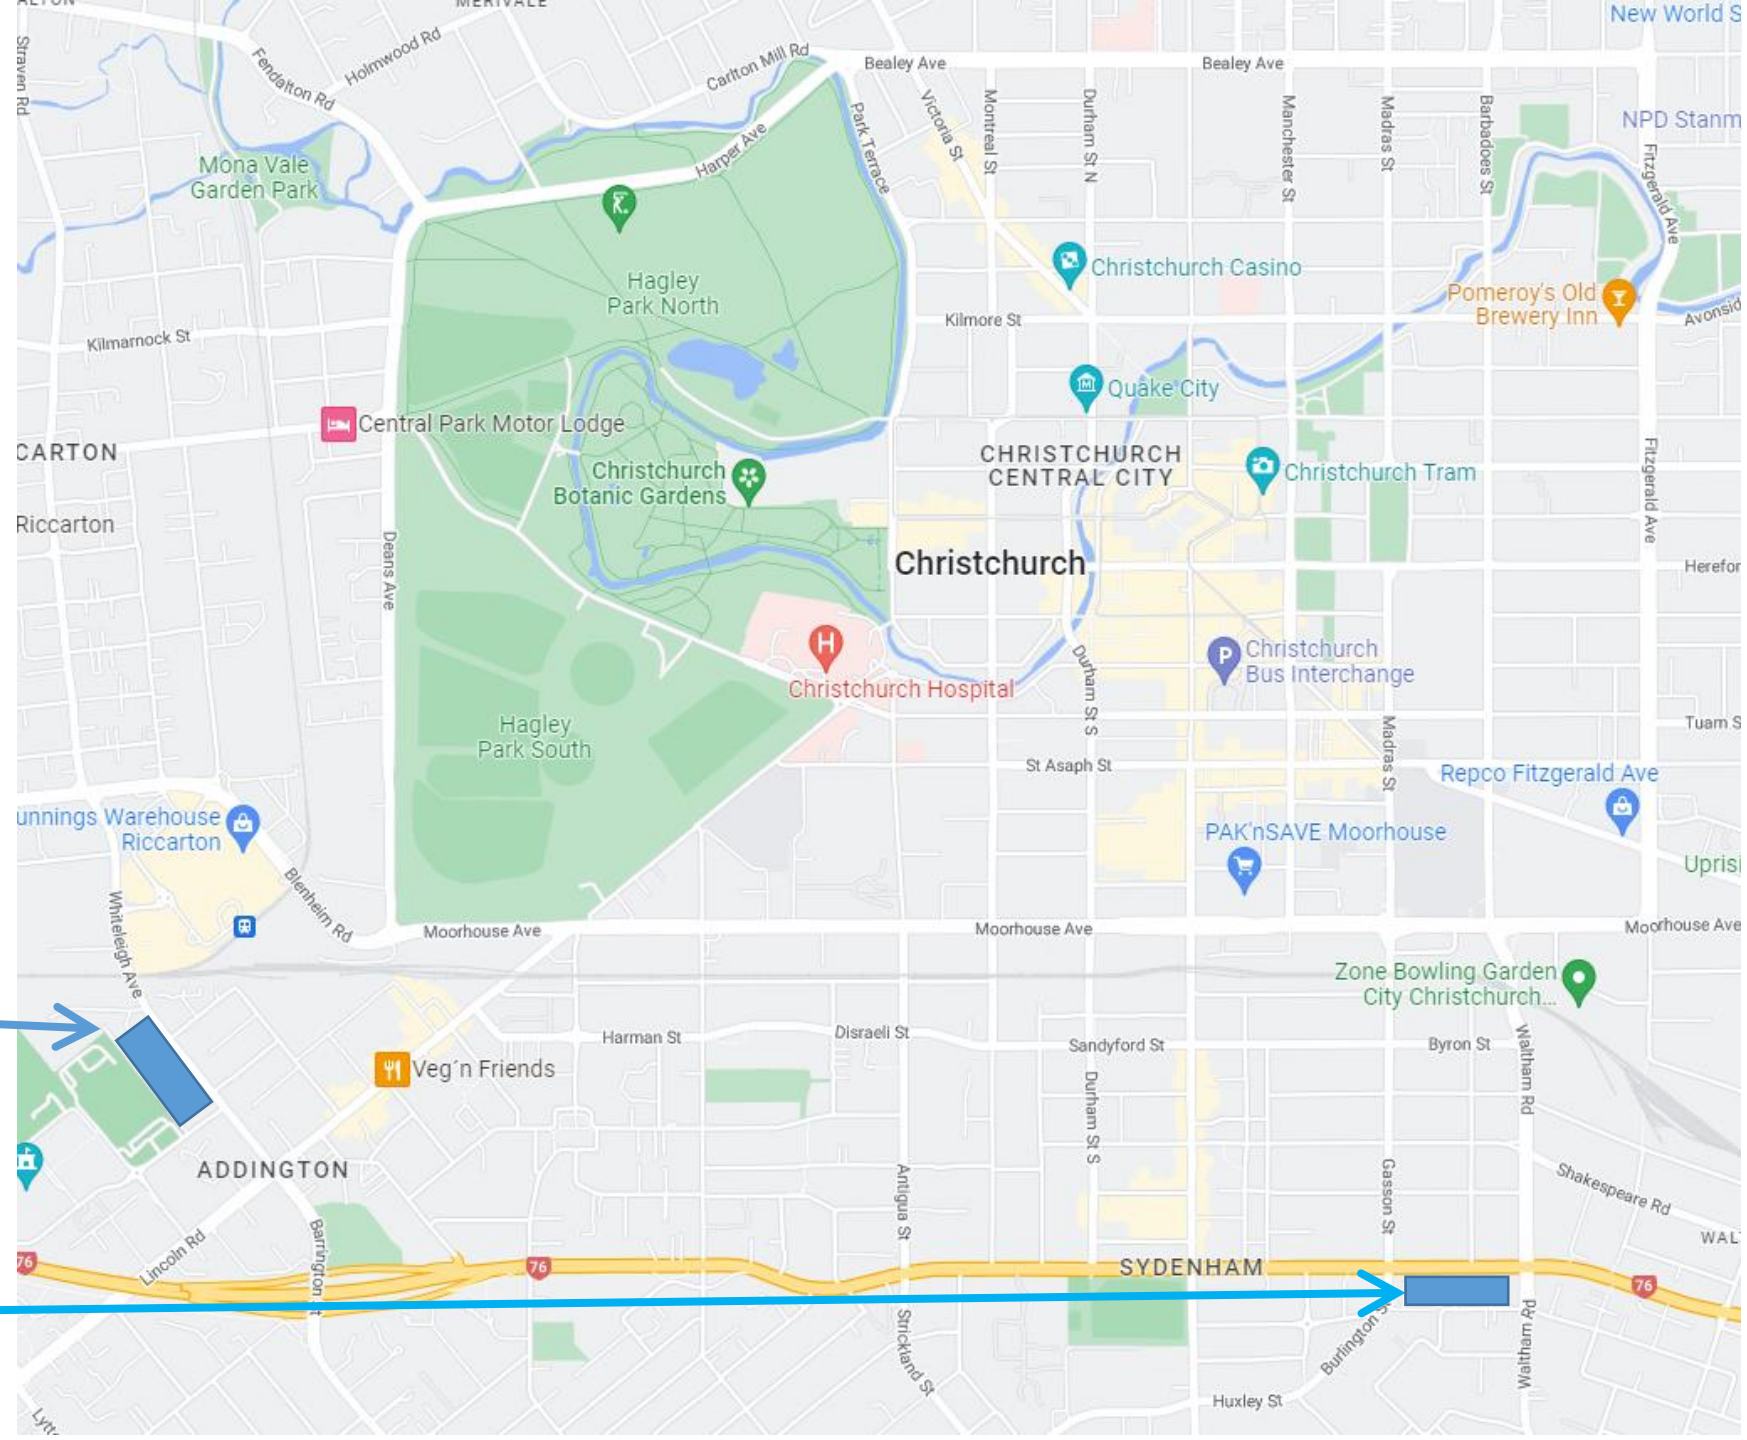 MERIVALE
New World S
Straven Rd
Fendalton Rd
Holmwood Rd
Carlton Mill Rd
Bealey Ave
Bealey Ave
Victoria St
Montreal St
Durham St N
Manchester St
Madras St
Barbadoes St
NPD Stanm
Fitzgerald Ave
Park Terrace
Harper Ave
Mona Vale
Garden Park
Hagley
Park North
Christchurch Casino
Pomeroy's Old
Brewery Inn
Avonsid
Kilmore St
Kilmarnock St
Quake City
Central Park Motor Lodge
CARTON
CHRISTCHURCH
CENTRAL CITY
Christchurch Tram
Fitzgerald Ave
Christchurch
Botanic Gardens
Riccarton
Deans Ave
Christchurch
Herefor
H
Christchurch Hospital
Durham St S
P
Christchurch
Bus Interchange
Hagley
Park South
Tuam S
Madras St
St Asaph St
Repco Fitzgerald Ave
unnings Warehouse
Riccarton
PAK'nSAVE Moorhouse
Uprisi
Blenheim Rd
Whiteleigh Ave
Moorhouse Ave
Moorhouse Ave
Moorhouse Ave
Zone Bowling Garden
City Christchurch...
Harman St
Disraeli St
Sandyford St
Byron St
Waltham Rd
Veg´n Friends
Durham St S
ADDINGTON
Antigua St
Gasson St
Shakespeare Rd
WAL
Lincoln Rd
Barrington St
76
76
SYDENHAM
76
Strickland St
Burlington S
Waltham Rd
Huxley St
Lytt